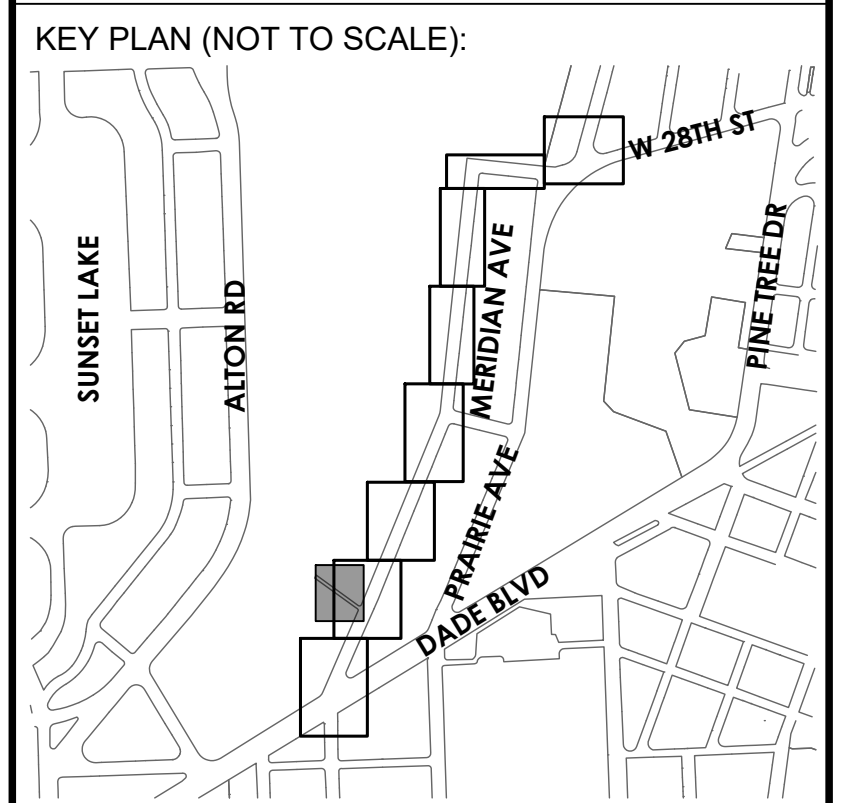 KEY PLAN (NOT TO SCALE):
W 28TH ST
SUNSET LAKE
ALTON RD
MERIDIAN AVE
PINE TREE DR
PRAIRIE AVE
DADE BLVD